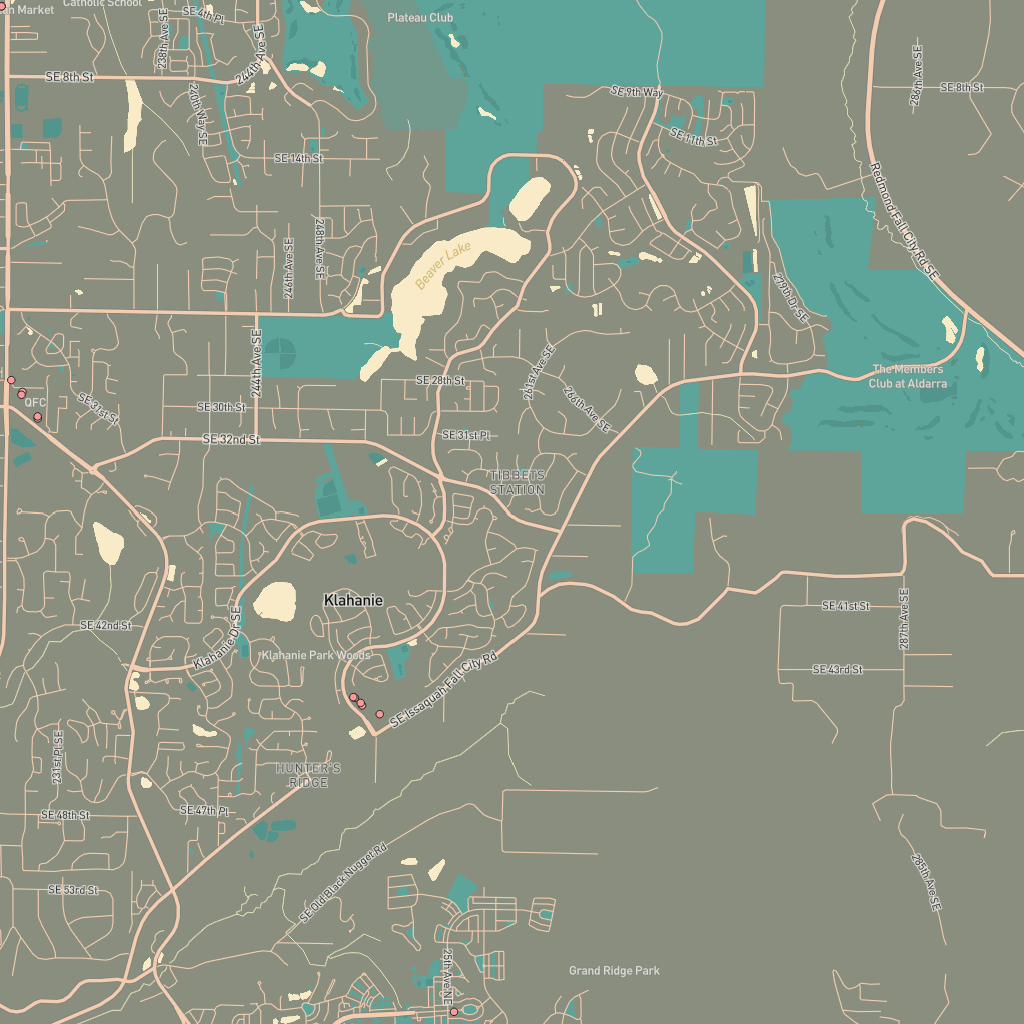 Catholic School
an Market
SE 4th Pl
Plateau Club
238th Ave SE
244th Ave SE
SE 8th St
240th Way SE
SE 9th Way
SE 11th St
286th Ave SE
SE 8th St
SE 14th St
Redmond Fall City Rd SE
248th Ave SE
246th Ave SE
Beaver Lake
279th Dr SE
244th Ave SE
261st Ave SE
266th Ave SE
The Members
Club at Aldarra
SE 28th St
QFC
SE 31st St
SE 30th St
SE 32nd St
SE 31st Pl
TIBBETS
STATION
Klahanie
SE 41st St
287th Ave SE
SE 42nd St
Klahanie Dr SE
Klahanie Park Woods
SE 43rd St
SE Issaquah Fall City Rd
231st Pl SE
HUNTER'S
RIDGE
SE 47th Pl
SE 48th St
SE Old Black Nugget Rd
285th Ave SE
SE 53rd St
25th Ave NE
Grand Ridge Park